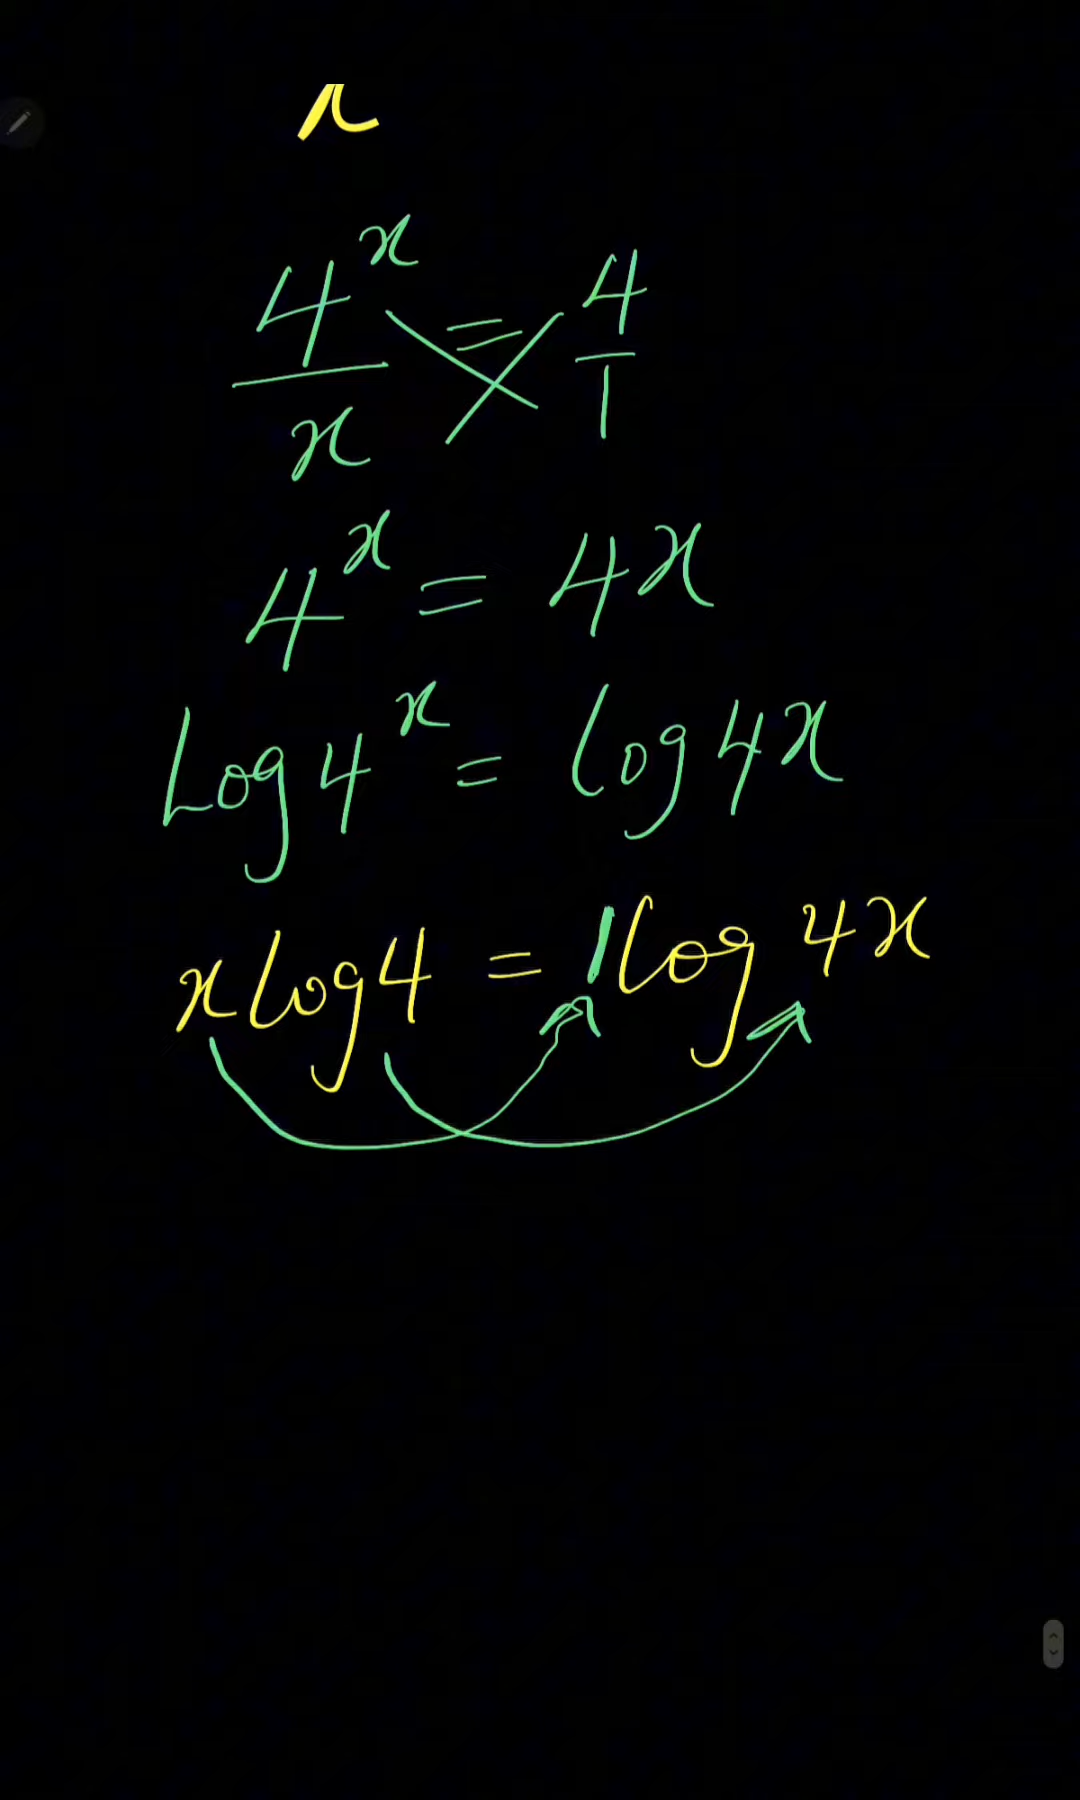 x
4^x/x = 4/1
4^x = 4x
Log 4^x = log 4x
x log 4 = 1 log 4x